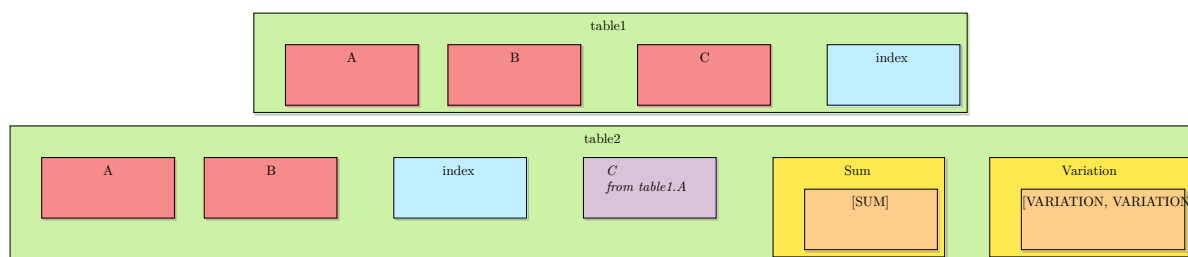 table1
A
B
C
index
table2
A
B
index
C
from table1.A
Sum
[SUM]
Variation
[VARIATION, VARIATION